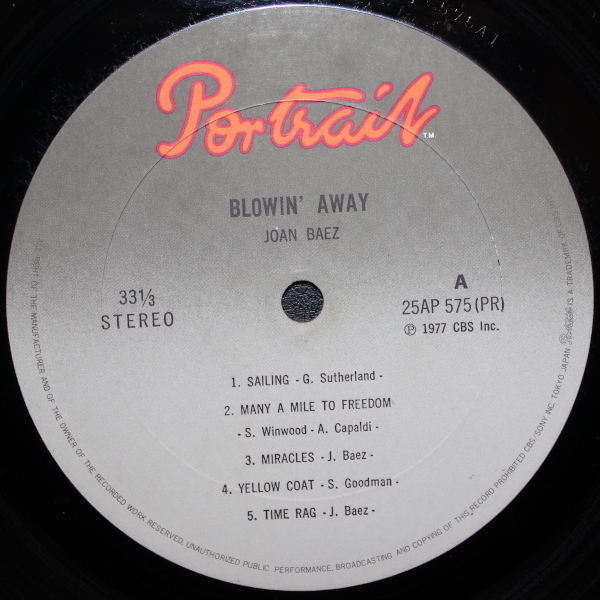 Portrait T.M.
BLOWIN' AWAY
JOAN BAEZ
33⅓
STEREO
A
25AP 575(PR)
Ⓟ 1977 CBS Inc.
1. SAILING - G. Sutherland -
2. MANY A MILE TO FREEDOM
- S. Winwood - A. Capaldi -
3. MIRACLES - J. Baez -
4. YELLOW COAT - S. Goodman -
5. TIME RAG - J. Baez -
OF THE MANUFACTURER AND OF THE OWNER OF THE RECORDED WORK RESERVED. UNAUTHORIZED PUBLIC PERFORMANCE, BROADCASTING AND COPYING OF THIS RECORD PROHIBITED CBS/SONY INC. TOKYO JAPAN IS A TRADEMARK